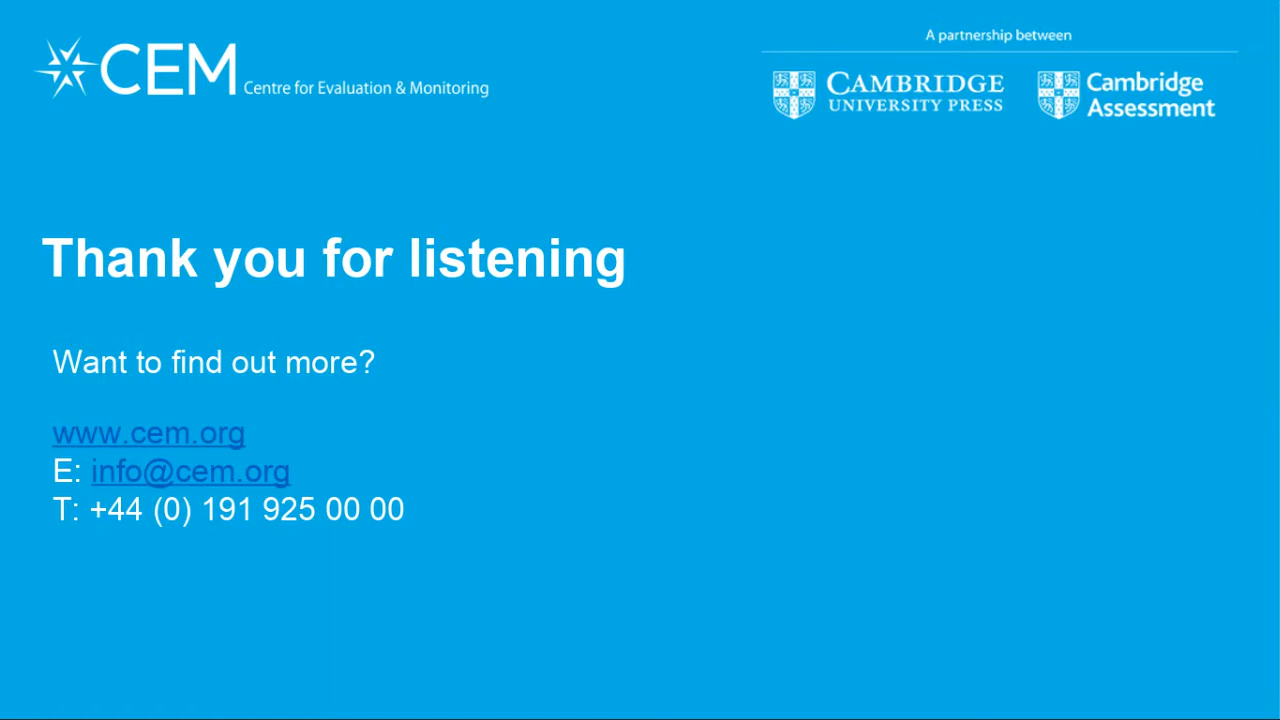 CEM Centre for Evaluation & Monitoring
A partnership between
CAMBRIDGE
UNIVERSITY PRESS
Cambridge
Assessment
Thank you for listening
Want to find out more?
www.cem.org
E: info@cem.org
T: +44 (0) 191 925 00 00